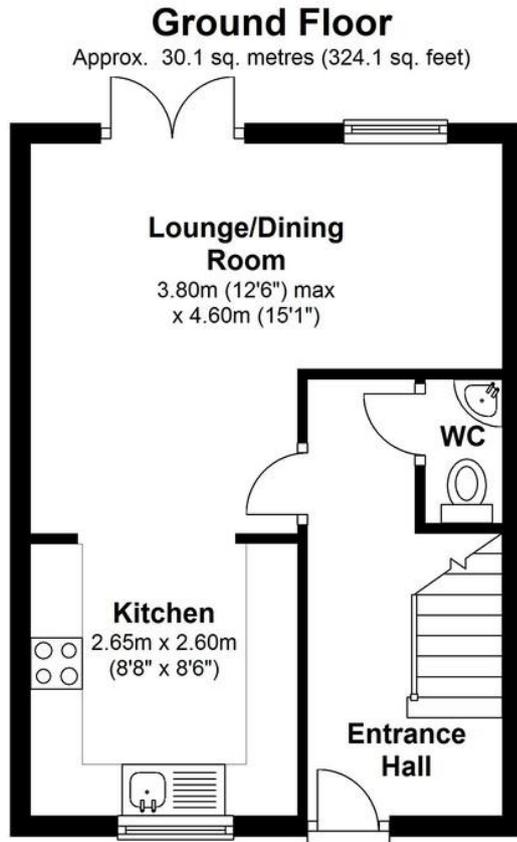 Ground Floor
Approx. 30.1 sq. metres (324.1 sq. feet)
Lounge/Dining
Room
3.80m (12'6") max
x 4.60m (15'1")
WC
Kitchen
2.65m x 2.60m
(8'8" x 8'6")
Entrance
Hall